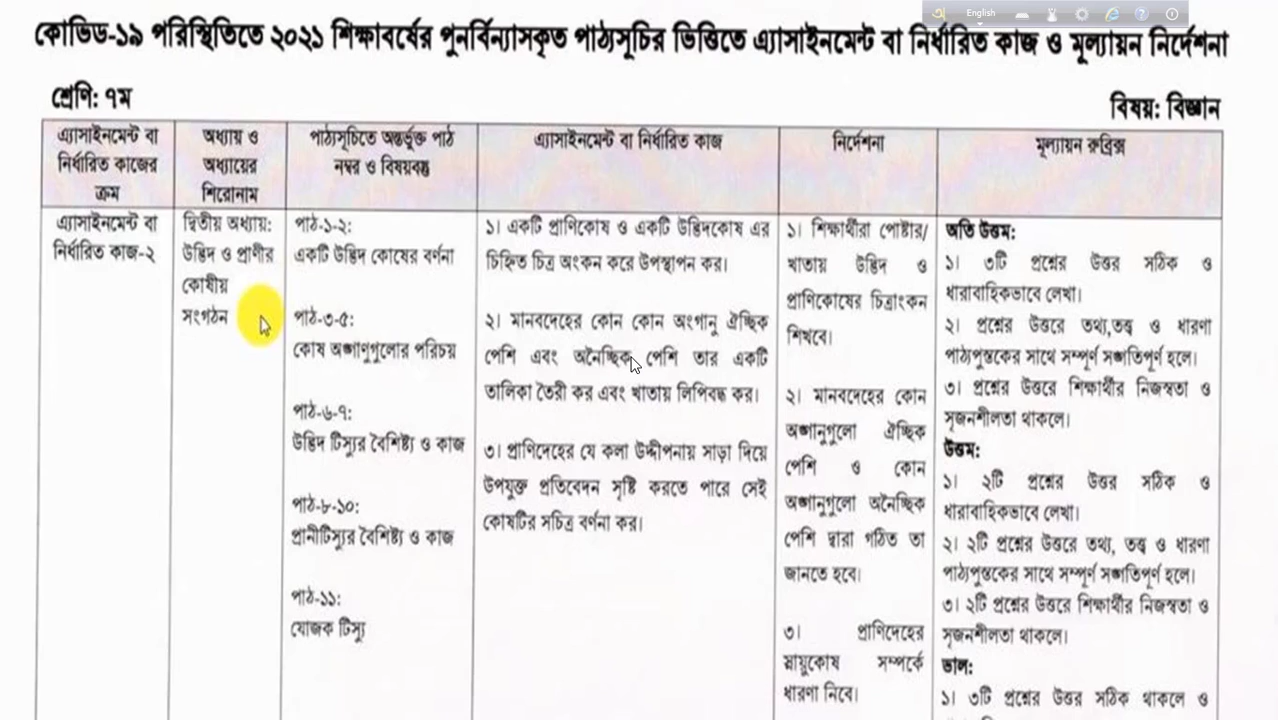 English
কোভিড-১৯ পরিস্থিতিতে ২০২১ শিক্ষাবর্ষের পুনর্বিন্যাসকৃত পাঠ্যসূচির ভিত্তিতে এ্যাসাইনমেন্ট বা নির্ধারিত কাজ ও মূল্যায়ন নির্দেশনা
শ্রেণি: ৭ম
বিষয়: বিজ্ঞান
এ্যাসাইনমেন্ট বা
নির্ধারিত কাজের
ক্রম
অধ্যায় ও
অধ্যায়ের
শিরোনাম
পাঠ্যসূচিতে অন্তর্ভুক্ত পাঠ
নম্বর ও বিষয়বস্তু
এ্যাসাইনমেন্ট বা নির্ধারিত কাজ
নির্দেশনা
মূল্যায়ন রুব্রিক্স
এ্যাসাইনমেন্ট বা
নির্ধারিত কাজ-২
দ্বিতীয় অধ্যায়:
উদ্ভিদ ও প্রাণীর
কোষীয়
সংগঠন
পাঠ-১-২:
একটি উদ্ভিদ কোষের বর্ণনা
পাঠ-৩-৫:
কোষ অঙ্গাণুগুলোর পরিচয়
পাঠ-৬-৭:
উদ্ভিদ টিস্যুর বৈশিষ্ট্য ও কাজ
পাঠ-৮-১০:
প্রানীটিস্যুর বৈশিষ্ট্য ও কাজ
পাঠ-১১:
যোজক টিস্যু
১। একটি প্রাণিকোষ ও একটি উদ্ভিদকোষ এর
চিহ্নিত চিত্র অংকন করে উপস্থাপন কর।
২। মানবদেহের কোন কোন অংগানু ঐচ্ছিক
পেশি এবং অনৈচ্ছিক পেশি তার একটি
তালিকা তৈরী কর এবং খাতায় লিপিবদ্ধ কর।
৩। প্রাণিদেহের যে কলা উদ্দীপনায় সাড়া দিয়ে
উপযুক্ত প্রতিবেদন সৃষ্টি করতে পারে সেই
কোষটির সচিত্র বর্ণনা কর।
১। শিক্ষার্থীরা পোষ্টার/
খাতায় উদ্ভিদ ও
প্রাণিকোষের চিত্রাংকন
শিখবে।
২। মানবদেহের কোন
অঙ্গানুগুলো ঐচ্ছিক
পেশি ও কোন
অঙ্গানুগুলো অনৈচ্ছিক
পেশি দ্বারা গঠিত তা
জানতে হবে।
৩। প্রাণিদেহের
স্নায়ুকোষ সম্পর্কে
ধারণা নিবে।
অতি উত্তম:
১। ৩টি প্রশ্নের উত্তর সঠিক ও
ধারাবাহিকভাবে লেখা।
২। প্রশ্নের উত্তরে তথ্য,তত্ত্ব ও ধারণা
পাঠ্যপুস্তকের সাথে সম্পূর্ণ সঙ্গতিপূর্ণ হলে।
৩। প্রশ্নের উত্তরে শিক্ষার্থীর নিজস্বতা ও
সৃজনশীলতা থাকলে।
উত্তম:
১। ২টি প্রশ্নের উত্তর সঠিক ও
ধারাবাহিকভাবে লেখা।
২। ২টি প্রশ্নের উত্তরে তথ্য, তত্ত্ব ও ধারণা
পাঠ্যপুস্তকের সাথে সম্পূর্ণ সঙ্গতিপূর্ণ হলে।
৩। ২টি প্রশ্নের উত্তরে শিক্ষার্থীর নিজস্বতা ও
সৃজনশীলতা থাকলে।
ভাল:
১। ৩টি প্রশ্নের উত্তর সঠিক থাকলে ও